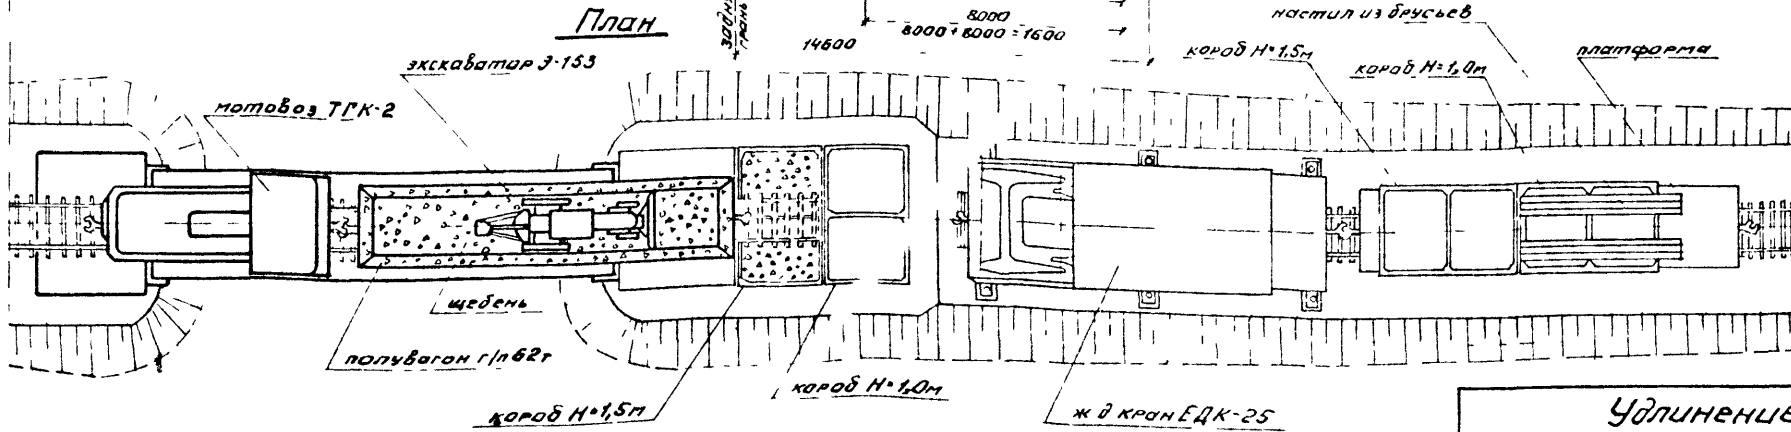 План
8000
8000+8000=1600
14600
настил из брусьев
экскаватор Э-153
короб H=1.5м
платформа
короб H=1,0м
мотовоз ТГК-2
щебень
полувагон г/п 62т
короб H=1,5м
короб H=1,0м
ж д кран ЕДК-25